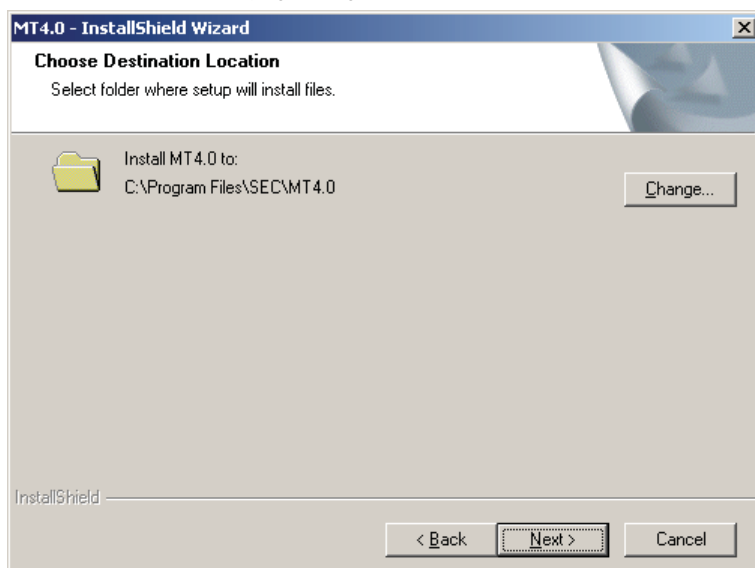 MT4.0 - InstallShield Wizard
Choose Destination Location
Select folder where setup will install files.
Install MT4.0 to:
C:\Program Files\SEC\MT4.0
Change...
InstallShield
< Back Next > Cancel